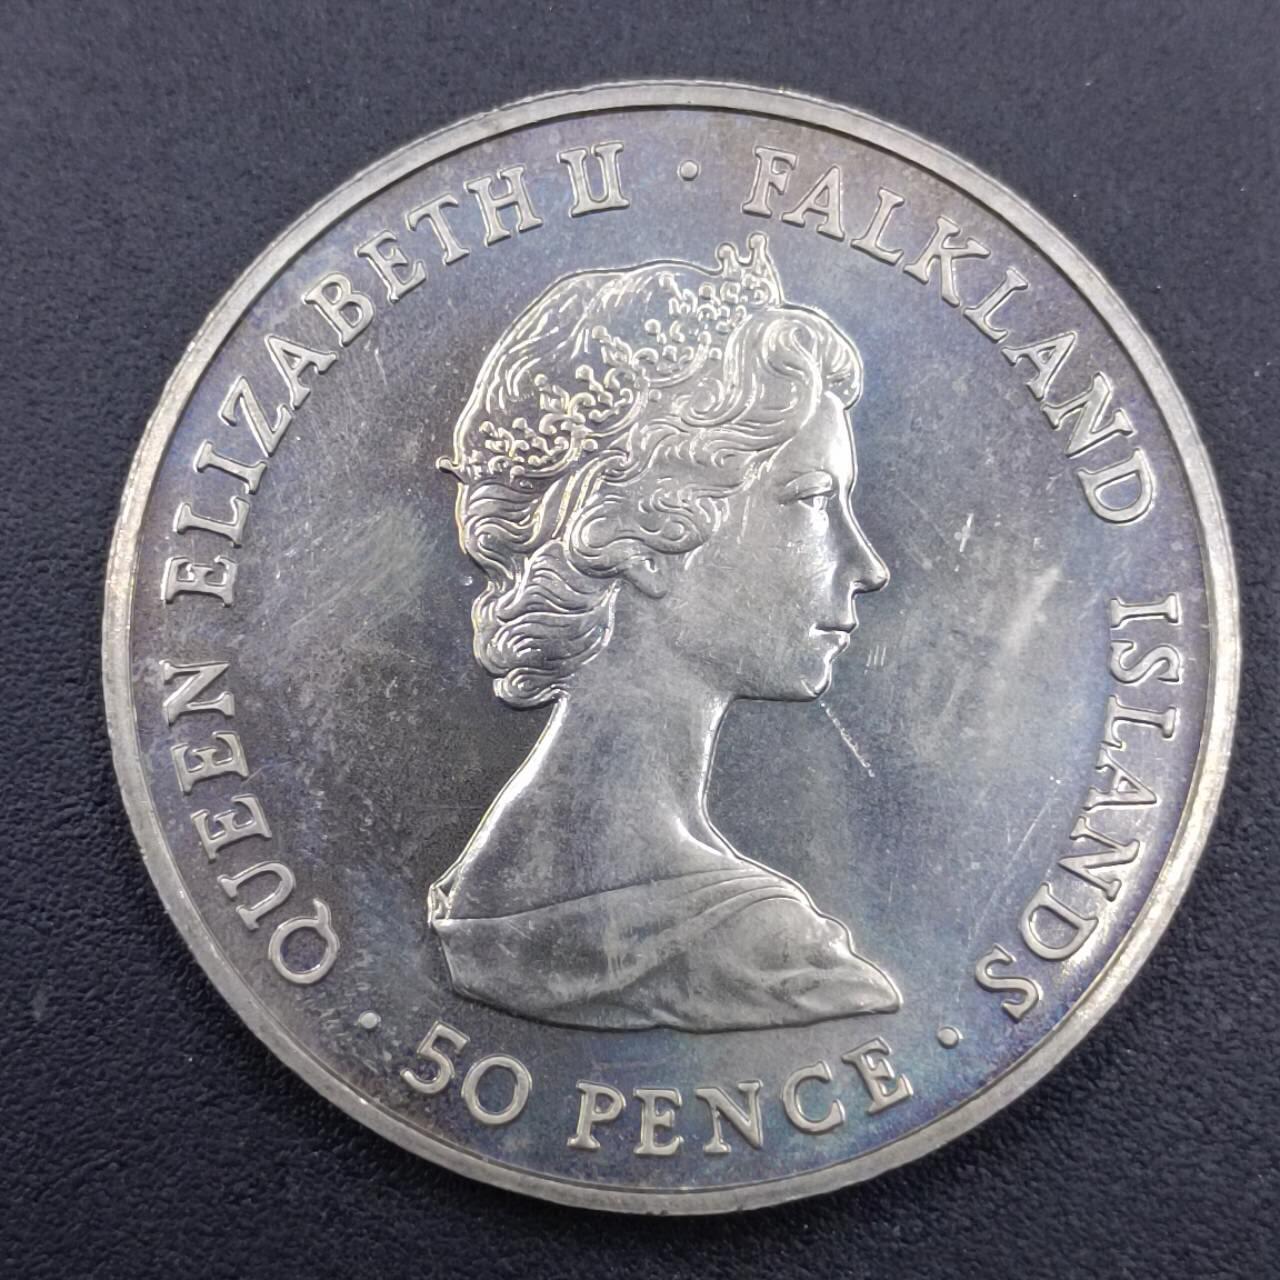 QUEEN ELIZABETH II · FALKLAND ISLANDS
· 50 PENCE ·